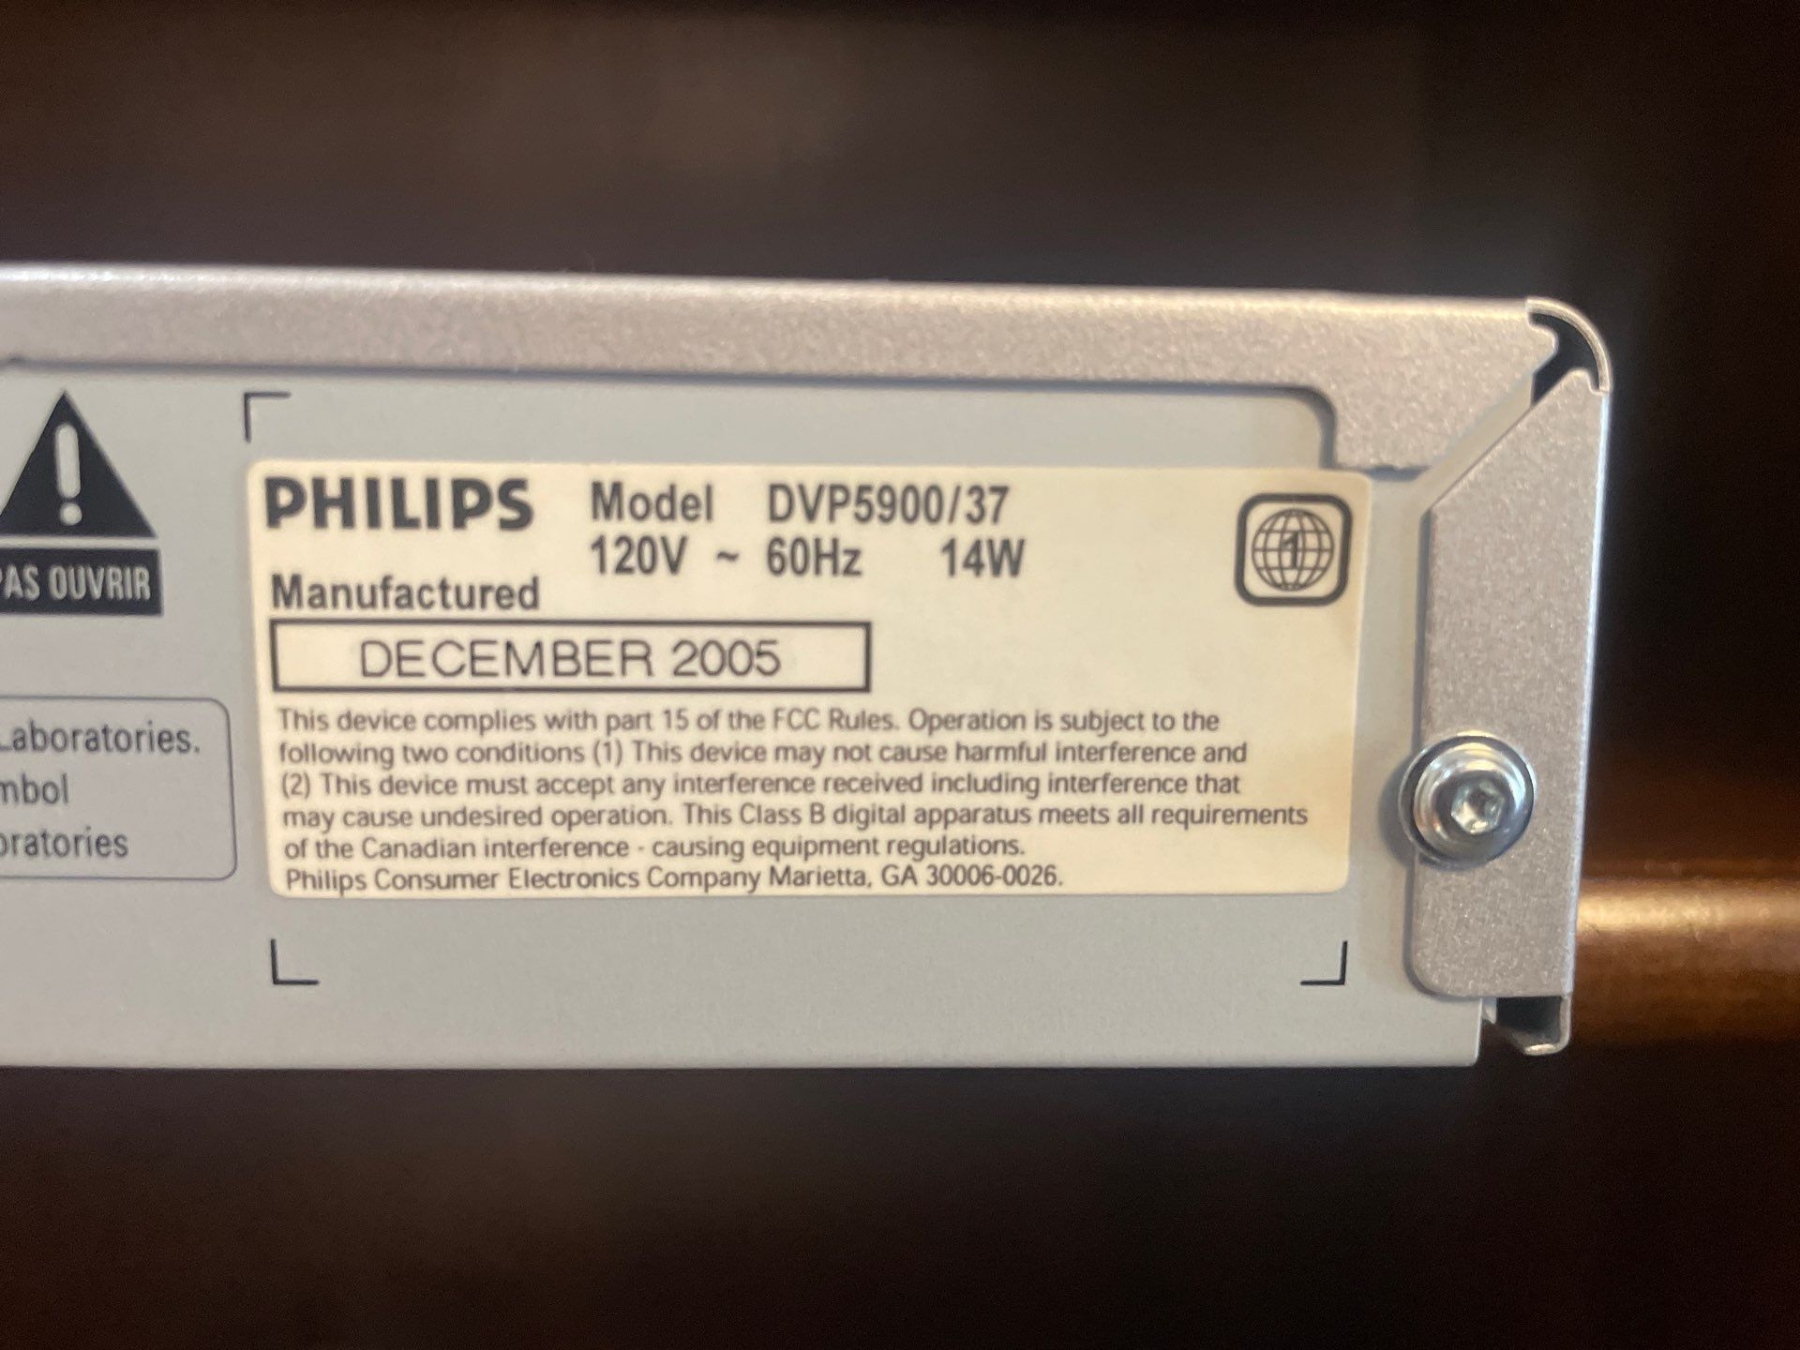 PHILIPS Model DVP5900/37
120V ~ 60Hz 14W
Manufactured
DECEMBER 2005
This device complies with part 15 of the FCC Rules. Operation is subject to the
following two conditions (1) This device may not cause harmful interference and
(2) This device must accept any interference received including interference that
may cause undesired operation. This Class B digital apparatus meets all requirements
of the Canadian interference - causing equipment regulations.
Philips Consumer Electronics Company Marietta, GA 30006-0026.
1
PAS OUVRIR
Laboratories.
mbol
oratories